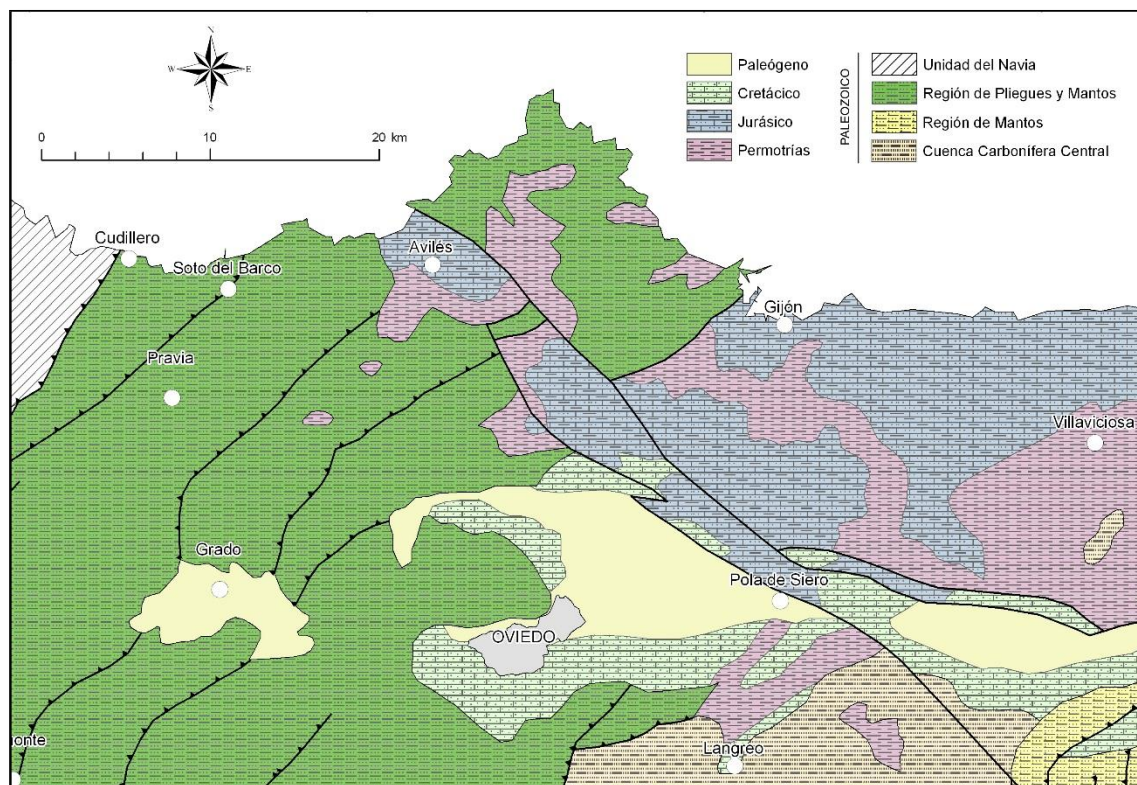 N
W E
S
0 10 20 km
Paleógeno
Cretácico
Jurásico
Permotrías
PALEOZOICO
Unidad del Navia
Región de Pliegues y Mantos
Región de Mantos
Cuenca Carbonífera Central
Cudillero
Soto del Barco
Avilés
Gijón
Pravia
Villaviciosa
Grado
Pola de Siero
OVIEDO
Langreo
monte